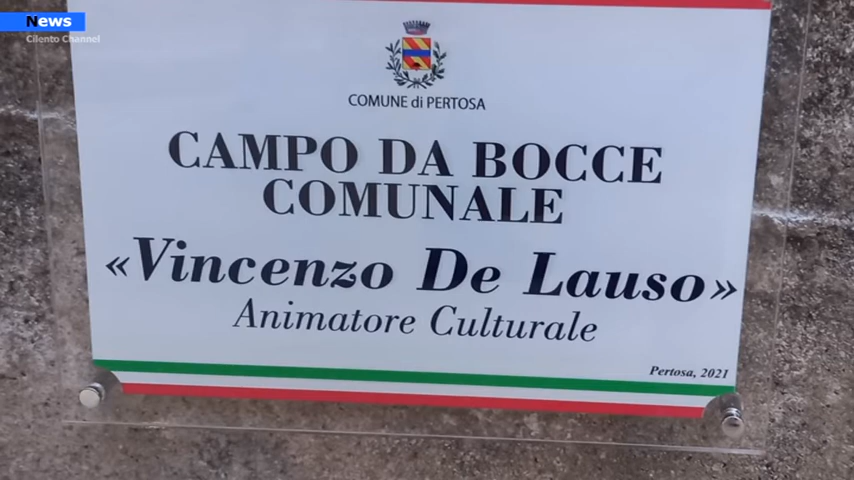 News
Cilento Channel
COMUNE di PERTOSA
CAMPO DA BOCCE
COMUNALE
«Vincenzo De Lauso»
Animatore Culturale
Pertosa, 2021